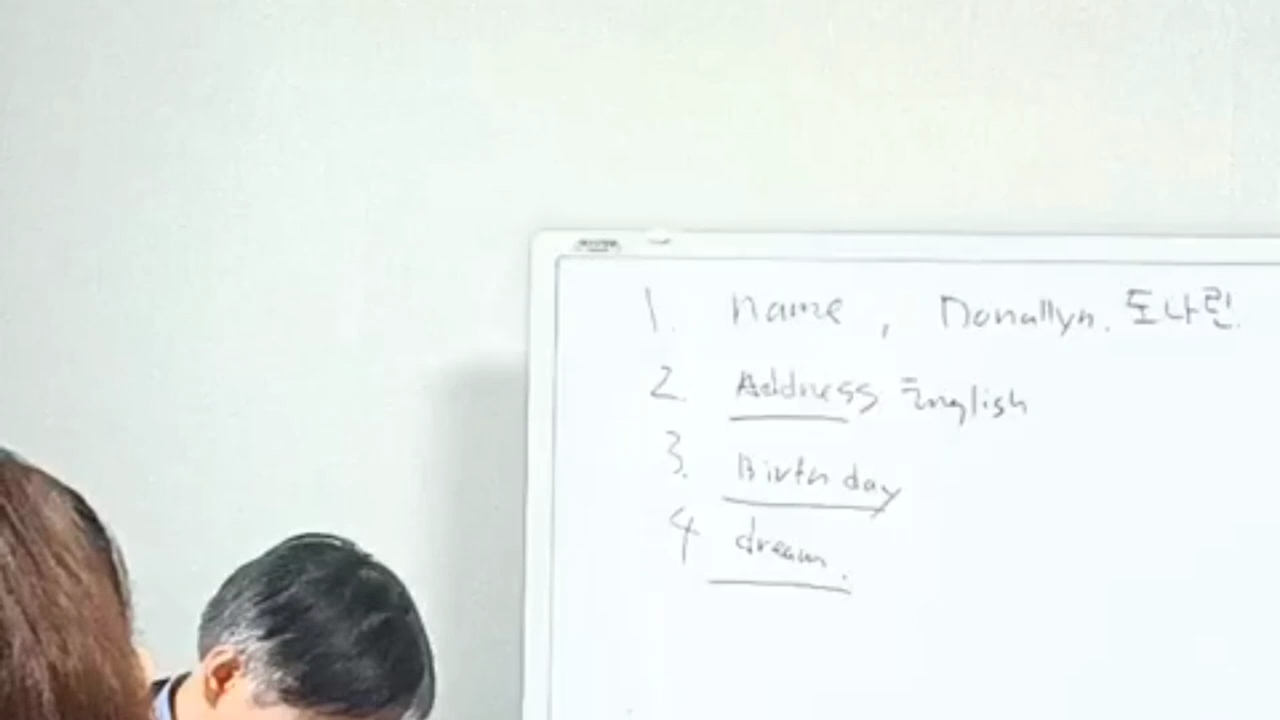 1. name, Donallyn. 도나린.
2. Address English
3. Birth day
4 dream.